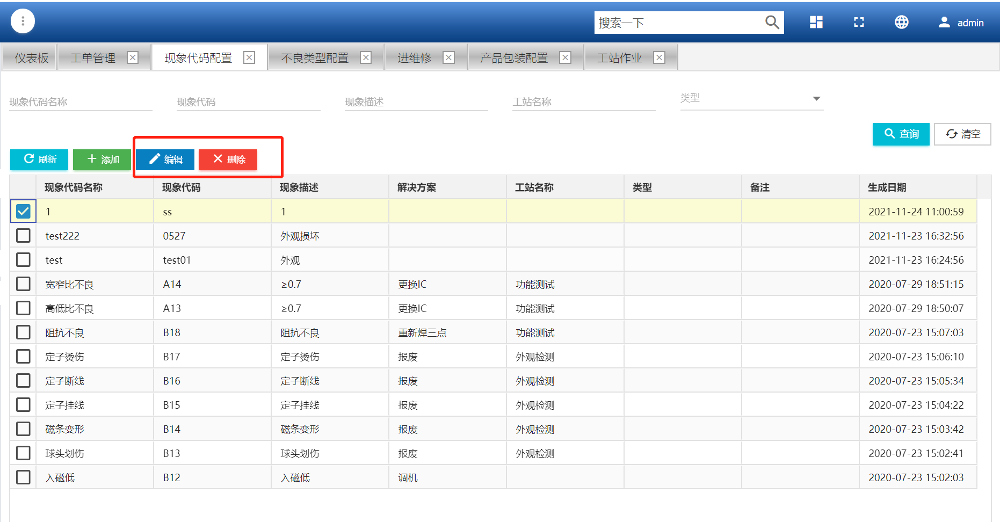 搜索一下 admin
仪表板 工单管理 现象代码配置 不良类型配置 进维修 产品包装配置 工站作业
现象代码名称 现象代码 现象描述 工站名称 类型
查询 清空
刷新 添加 编辑 删除
现象代码名称 现象代码 现象描述 解决方案 工站名称 类型 备注 生成日期
1 ss 1 2021-11-24 11:00:59
test222 0527 外观损坏 2021-11-23 16:32:56
test test01 外观 2021-11-23 16:24:56
宽窄比不良 A14 ≥0.7 更换IC 功能测试 2020-07-29 18:51:15
高低比不良 A13 ≥0.7 更换IC 功能测试 2020-07-29 18:50:07
阻抗不良 B18 阻抗不良 重新焊三点 功能测试 2020-07-23 15:07:03
定子烫伤 B17 定子烫伤 报废 外观检测 2020-07-23 15:06:10
定子断线 B16 定子断线 报废 外观检测 2020-07-23 15:05:34
定子挂线 B15 定子挂线 报废 外观检测 2020-07-23 15:04:22
磁条变形 B14 磁条变形 报废 外观检测 2020-07-23 15:03:42
球头划伤 B13 球头划伤 报废 外观检测 2020-07-23 15:02:41
入磁低 B12 入磁低 调机 2020-07-23 15:02:03